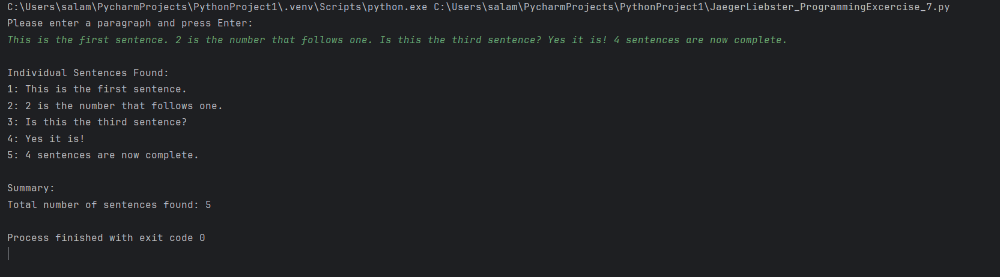 C:\Users\salam\PycharmProjects\PythonProject1\.venv\Scripts\python.exe C:\Users\salam\PycharmProjects\PythonProject1\JaegerLiebster_ProgrammingExcercise_7.py
Please enter a paragraph and press Enter:
This is the first sentence. 2 is the number that follows one. Is this the third sentence? Yes it is! 4 sentences are now complete.
Individual Sentences Found:
1: This is the first sentence.
2: 2 is the number that follows one.
3: Is this the third sentence?
4: Yes it is!
5: 4 sentences are now complete.
Summary:
Total number of sentences found: 5
Process finished with exit code 0